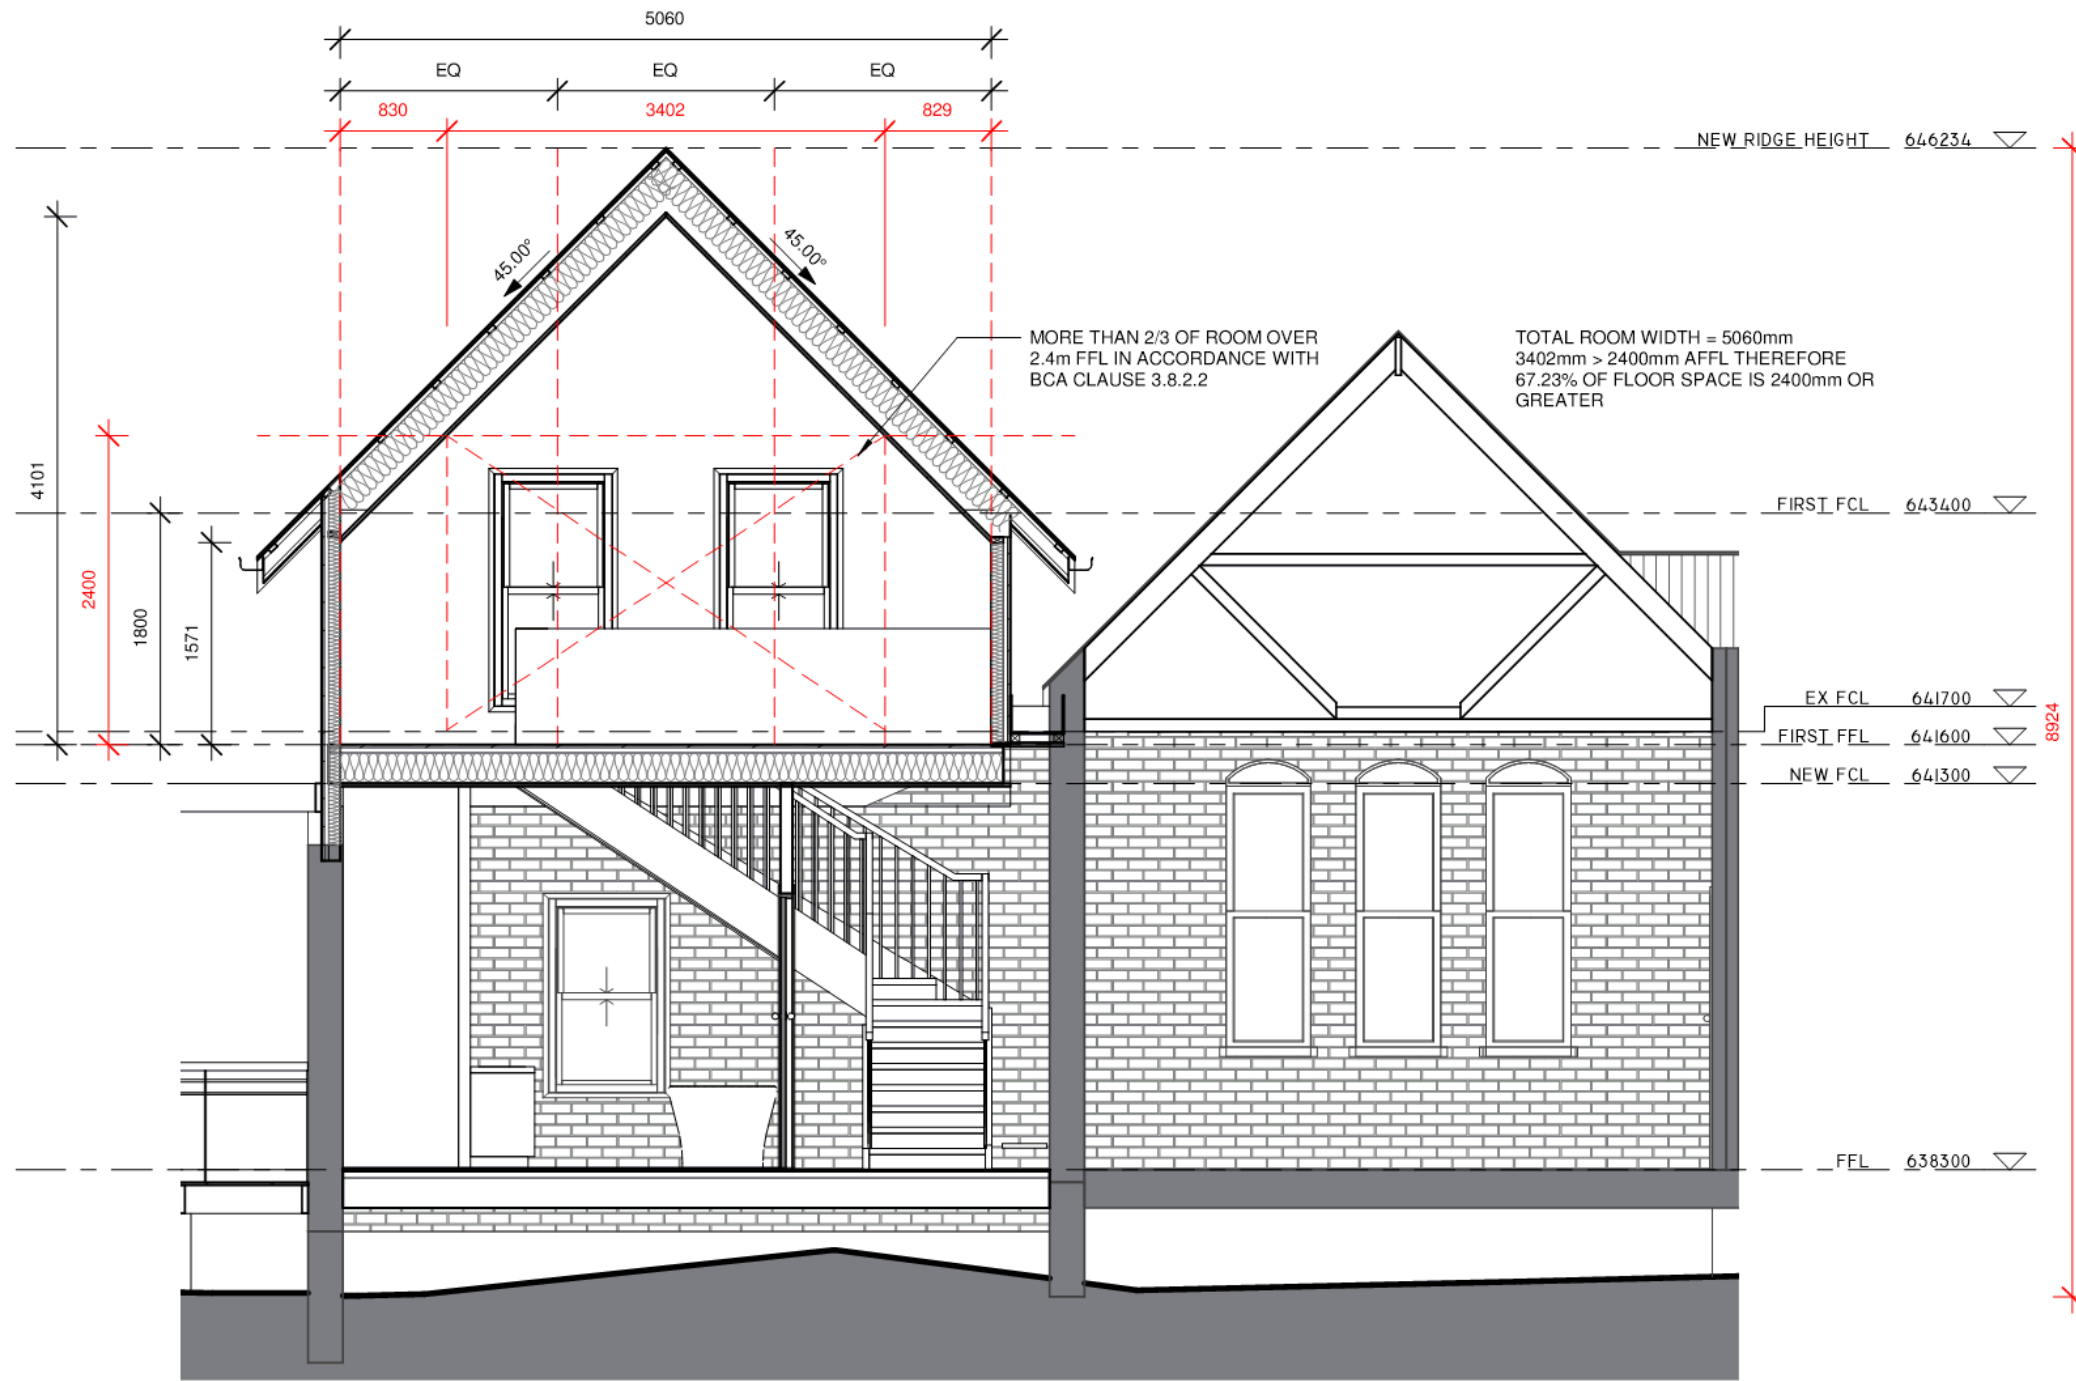 5060
EQ EQ EQ
830 3402 829
NEW RIDGE HEIGHT 646234
45.00° 45.00°
MORE THAN 2/3 OF ROOM OVER
2.4m FFL IN ACCORDANCE WITH
BCA CLAUSE 3.8.2.2
TOTAL ROOM WIDTH = 5060mm
3402mm > 2400mm AFFL THEREFORE
67.23% OF FLOOR SPACE IS 2400mm OR
GREATER
4101
2400
1800
1571
FIRST FCL 643400
EX FCL 641700
FIRST FFL 641600
NEW FCL 641300
8924
FFL 638300